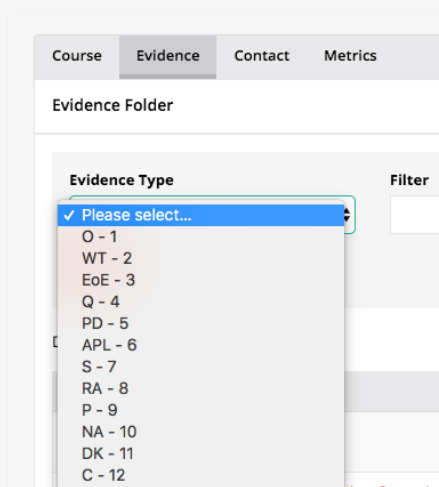 Course Evidence Contact Metrics
Evidence Folder
Evidence Type Filter
✓ Please select...
O - 1
WT - 2
EoE - 3
Q - 4
PD - 5
APL - 6
S - 7
RA - 8
P - 9
NA - 10
DK - 11
C - 12